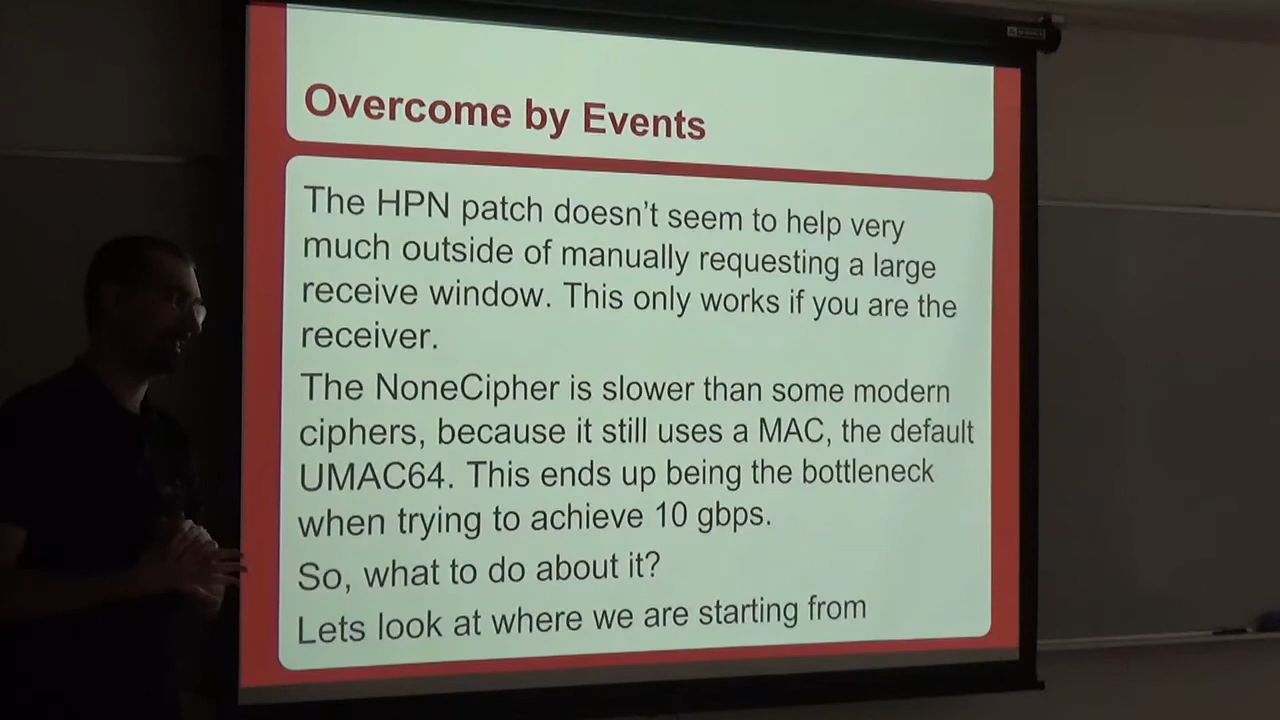 Overcome by Events
The HPN patch doesn't seem to help very
much outside of manually requesting a large
receive window. This only works if you are the
receiver.
The NoneCipher is slower than some modern
ciphers, because it still uses a MAC, the default
UMAC64. This ends up being the bottleneck
when trying to achieve 10 gbps.
So, what to do about it?
Lets look at where we are starting from